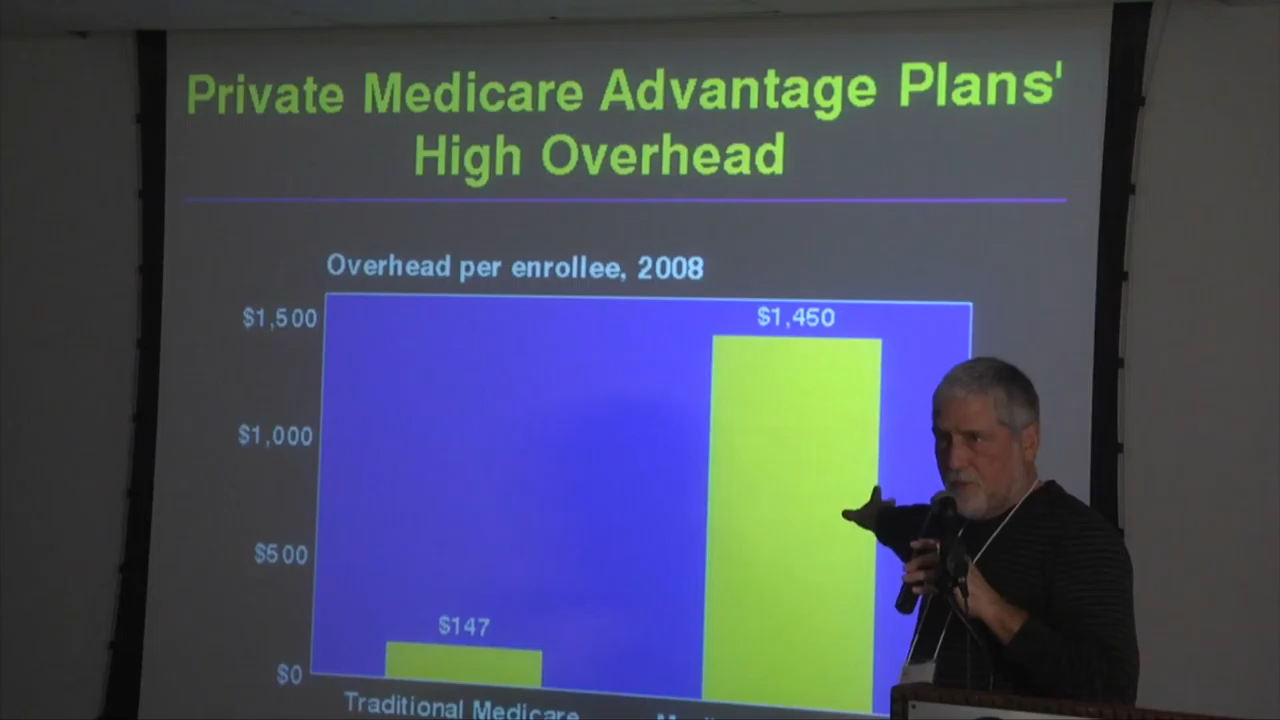 Private Medicare Advantage Plans'
High Overhead
Overhead per enrollee, 2008
$1,500
$1,450
$1,000
$500
$147
$0
Traditional Medicare